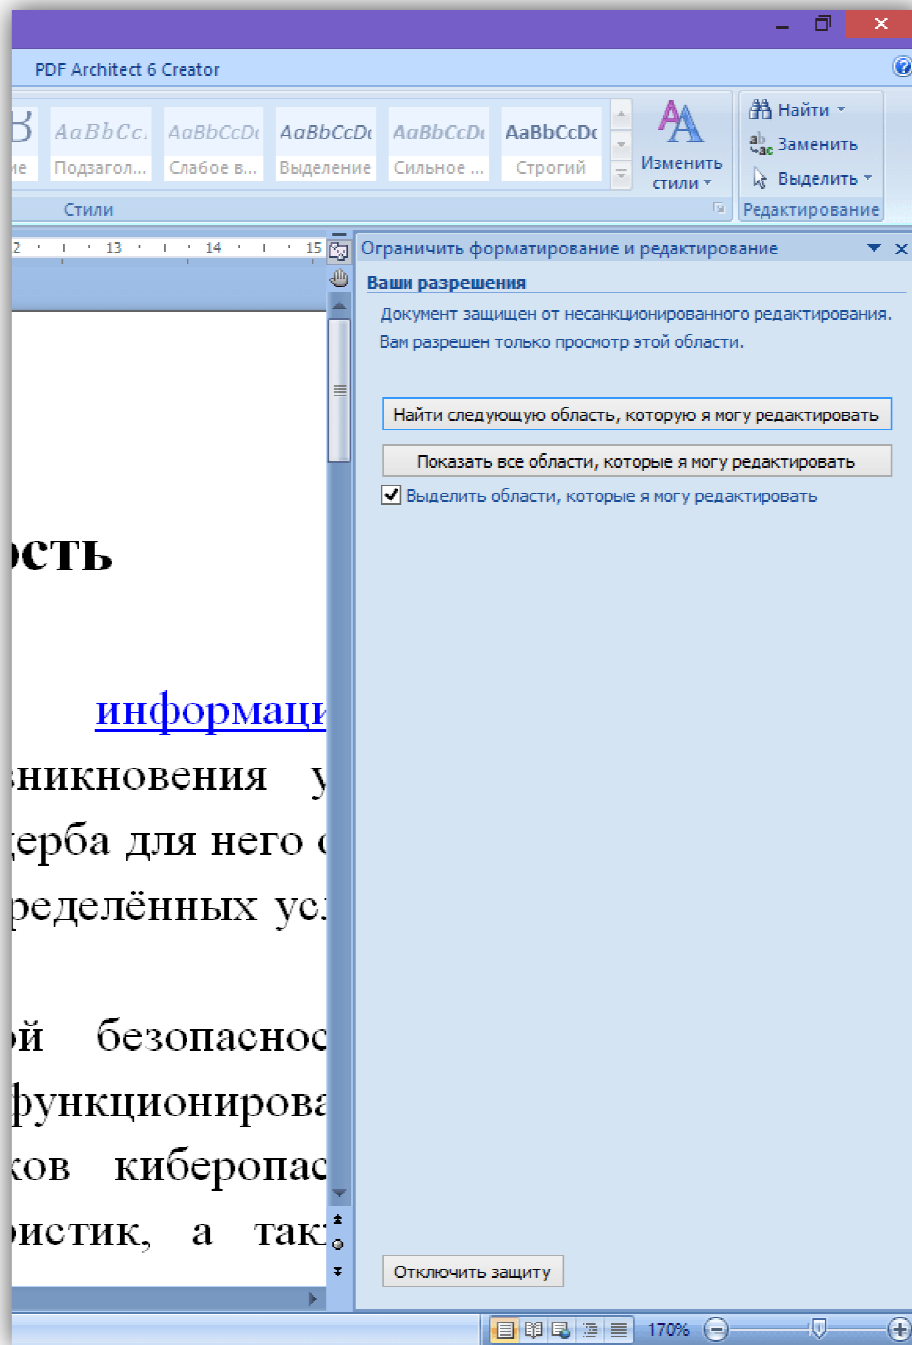 PDF Architect 6 Creator
AaBbCc. AaBbCcDc AaBbCcDc AaBbCcDc AaBbCcDc
Подзагол... Слабое в... Выделение Сильное ... Строгий
Изменить
стили
Найти
Заменить
Выделить
Стили
Редактирование
2 13 14 15
Ограничить форматирование и редактирование
Ваши разрешения
Документ защищен от несанкционированного редактирования.
Вам разрешен только просмотр этой области.
Найти следующую область, которую я могу редактировать
Показать все области, которые я могу редактировать
Выделить области, которые я могу редактировать
ость
информаци
зникновения у
ерба для него
ределённых усл
й безопаснос
функционирова
ков киберопас
ристик, а так
Отключить защиту
170%